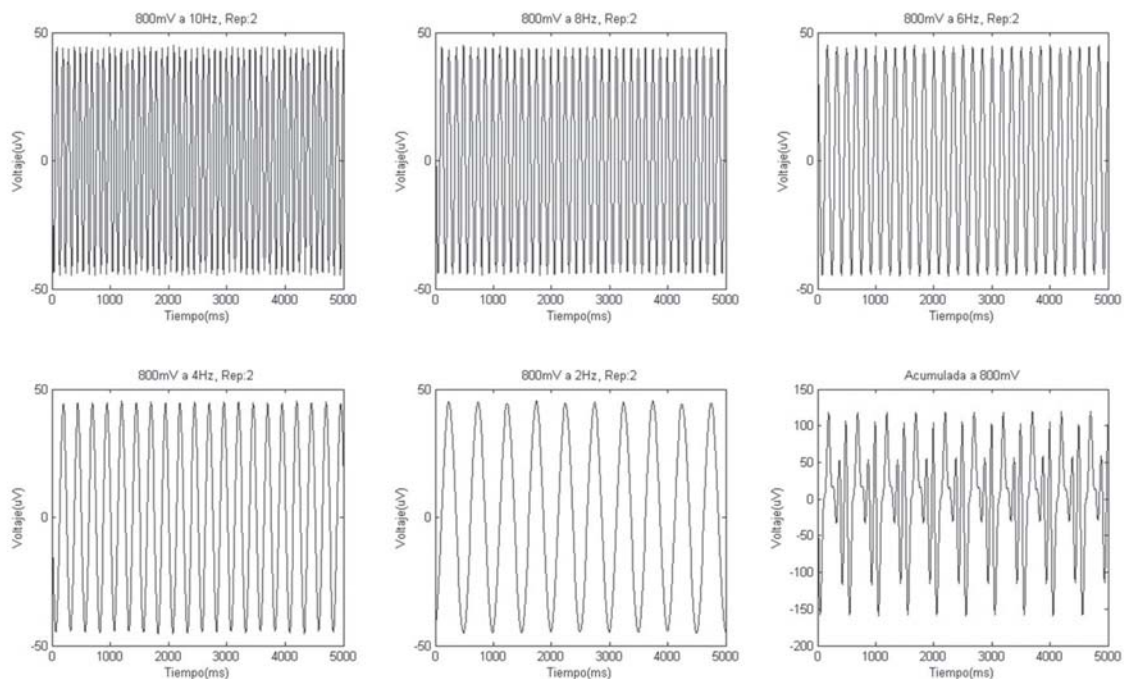 800mV a 10Hz, Rep:2
50
0
-50
Voltaje(uV)
0 1000 2000 3000 4000 5000
Tiempo(ms)
800mV a 8Hz, Rep:2
50
0
-50
Voltaje(uV)
0 1000 2000 3000 4000 5000
Tiempo(ms)
800mV a 6Hz, Rep:2
50
0
-50
Voltaje(uV)
0 1000 2000 3000 4000 5000
Tiempo(ms)
800mV a 4Hz, Rep:2
50
0
-50
Voltaje(uV)
0 1000 2000 3000 4000 5000
Tiempo(ms)
800mV a 2Hz, Rep:2
50
0
-50
Voltaje(uV)
0 1000 2000 3000 4000 5000
Tiempo(ms)
Acumulada a 800mV
150
100
50
0
-50
-100
-150
-200
Voltaje(uV)
0 1000 2000 3000 4000 5000
Tiempo(ms)